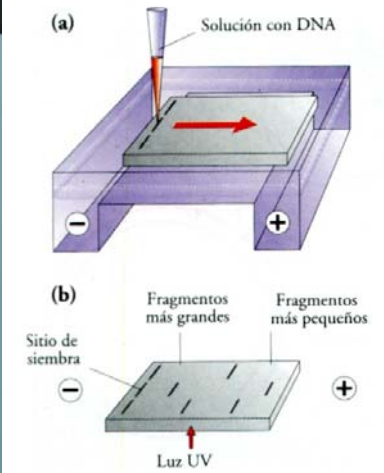 (a)
Solución con DNA
−
+
(b)
Fragmentos
más grandes
Fragmentos
más pequeños
Sitio de
siembra
−
+
Luz UV